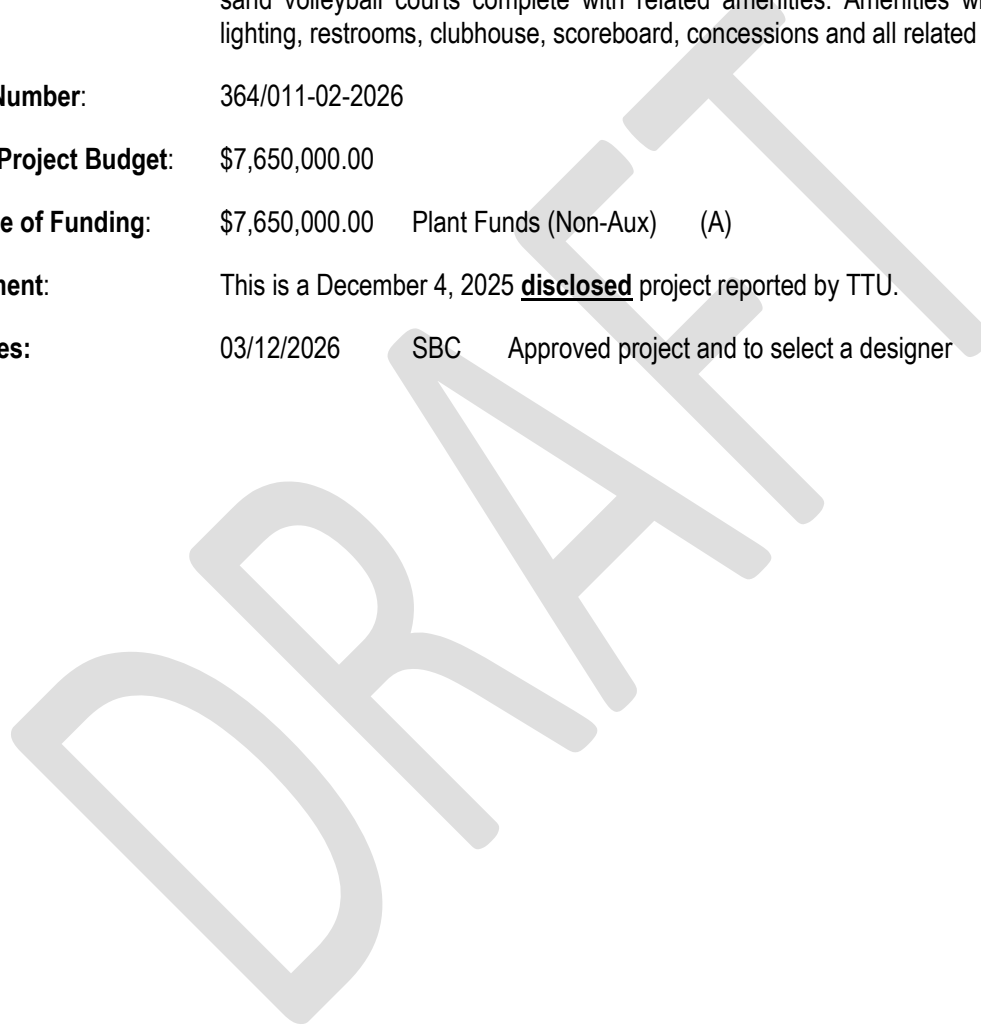 sand volleyball courts complete with related amenities. Amenities
lighting, restrooms, clubhouse, scoreboard, concessions and all related
Number: 364/011-02-2026
Project Budget: $7,650,000.00
of Funding: $7,650,000.00 Plant Funds (Non-Aux) (A)
This is a December 4, 2025 disclosed project reported by TTU.
03/12/2026 SBC Approved project and to select a designer
DRAFT